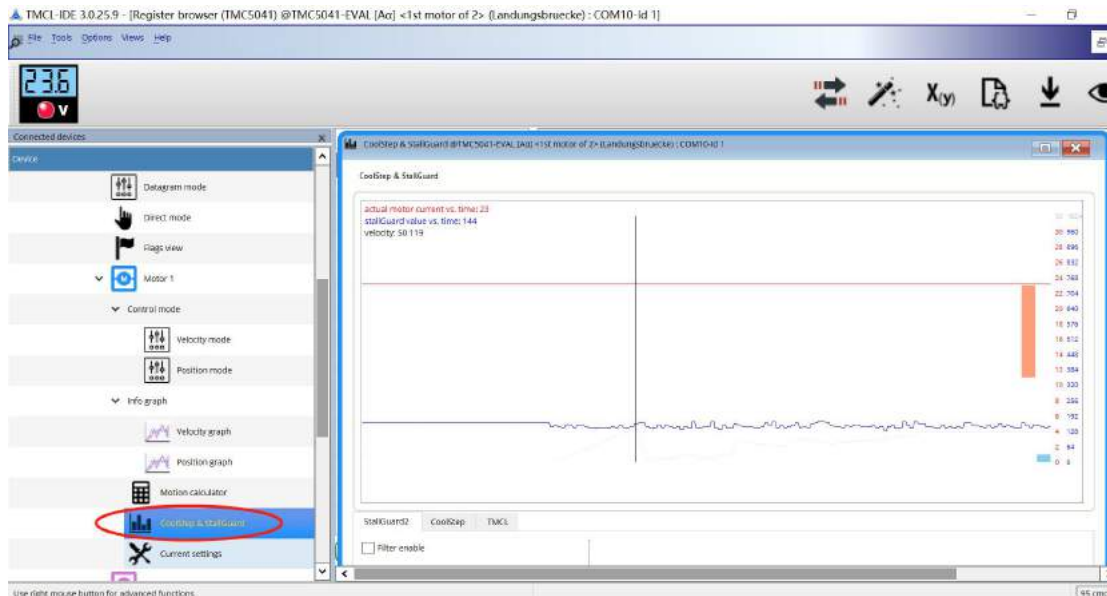 TMCL-IDE 3.0.25.9 - [Register browser (TMC5041) @TMC5041-EVAL [Aα] <1st motor of 2> (Landungsbruecke) : COM10-Id 1]
File Tools Options Views Help
23.6
V
X(y)
Connected devices
Device
Datagram mode
Direct mode
Flags view
Motor 1
Control mode
Velocity mode
Position mode
Info graph
Velocity graph
Position graph
Motion calculator
CoolStep & StallGuard
Current settings
CoolStep & StallGuard @TMC5041-EVAL [Aα] <1st motor of 2> (Landungsbruecke) : COM10-Id 1
CoolStep & StallGuard
actual motor current vs. time: 23
stallGuard value vs. time: 144
velocity: 50 119
30 960
28 896
26 832
24 768
22 704
20 640
18 576
16 512
14 448
12 384
10 320
8 256
6 192
4 128
2 64
0 0
StallGuard2 CoolStep TMCL
Filter enable
Use right mouse button for advanced functions.